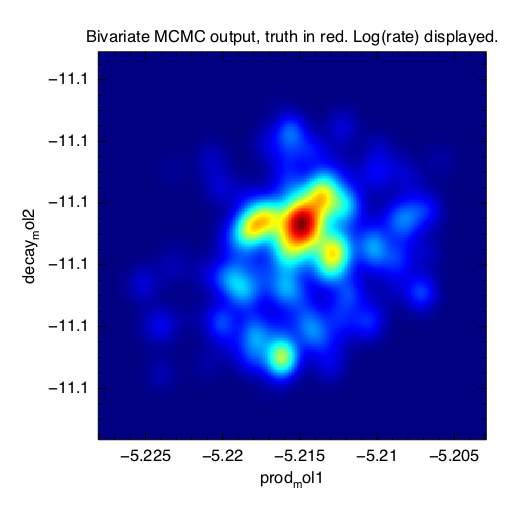 Bivariate MCMC output, truth in red. Log(rate) displayed.
−11.1
−11.1
−11.1
−11.1
−11.1
−11.1
decay_mol2
−5.225 −5.22 −5.215 −5.21 −5.205
prod_mol1